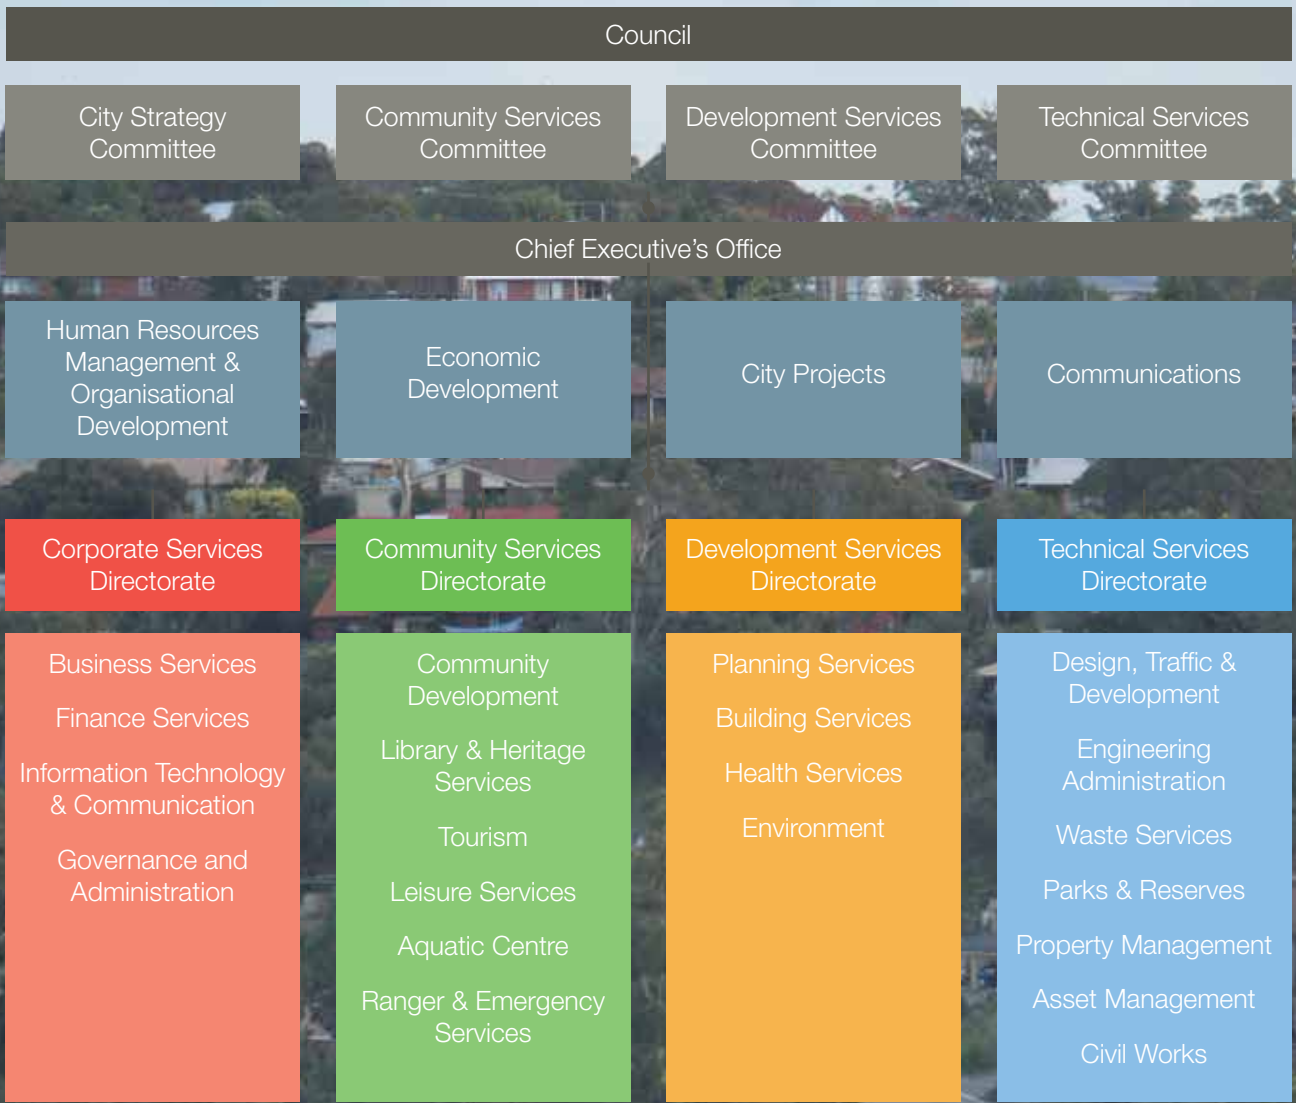 Council
City Strategy
Committee
Community Services
Committee
Development Services
Committee
Technical Services
Committee
Chief Executive’s Office
Human Resources
Management &
Organisational
Development
Economic
Development
City Projects
Communications
Corporate Services
Directorate
Community Services
Directorate
Development Services
Directorate
Technical Services
Directorate
Business Services
Finance Services
Information Technology
& Communication
Governance and
Administration
Community
Development
Library & Heritage
Services
Tourism
Leisure Services
Aquatic Centre
Ranger & Emergency
Services
Planning Services
Building Services
Health Services
Environment
Design, Traffic &
Development
Engineering
Administration
Waste Services
Parks & Reserves
Property Management
Asset Management
Civil Works